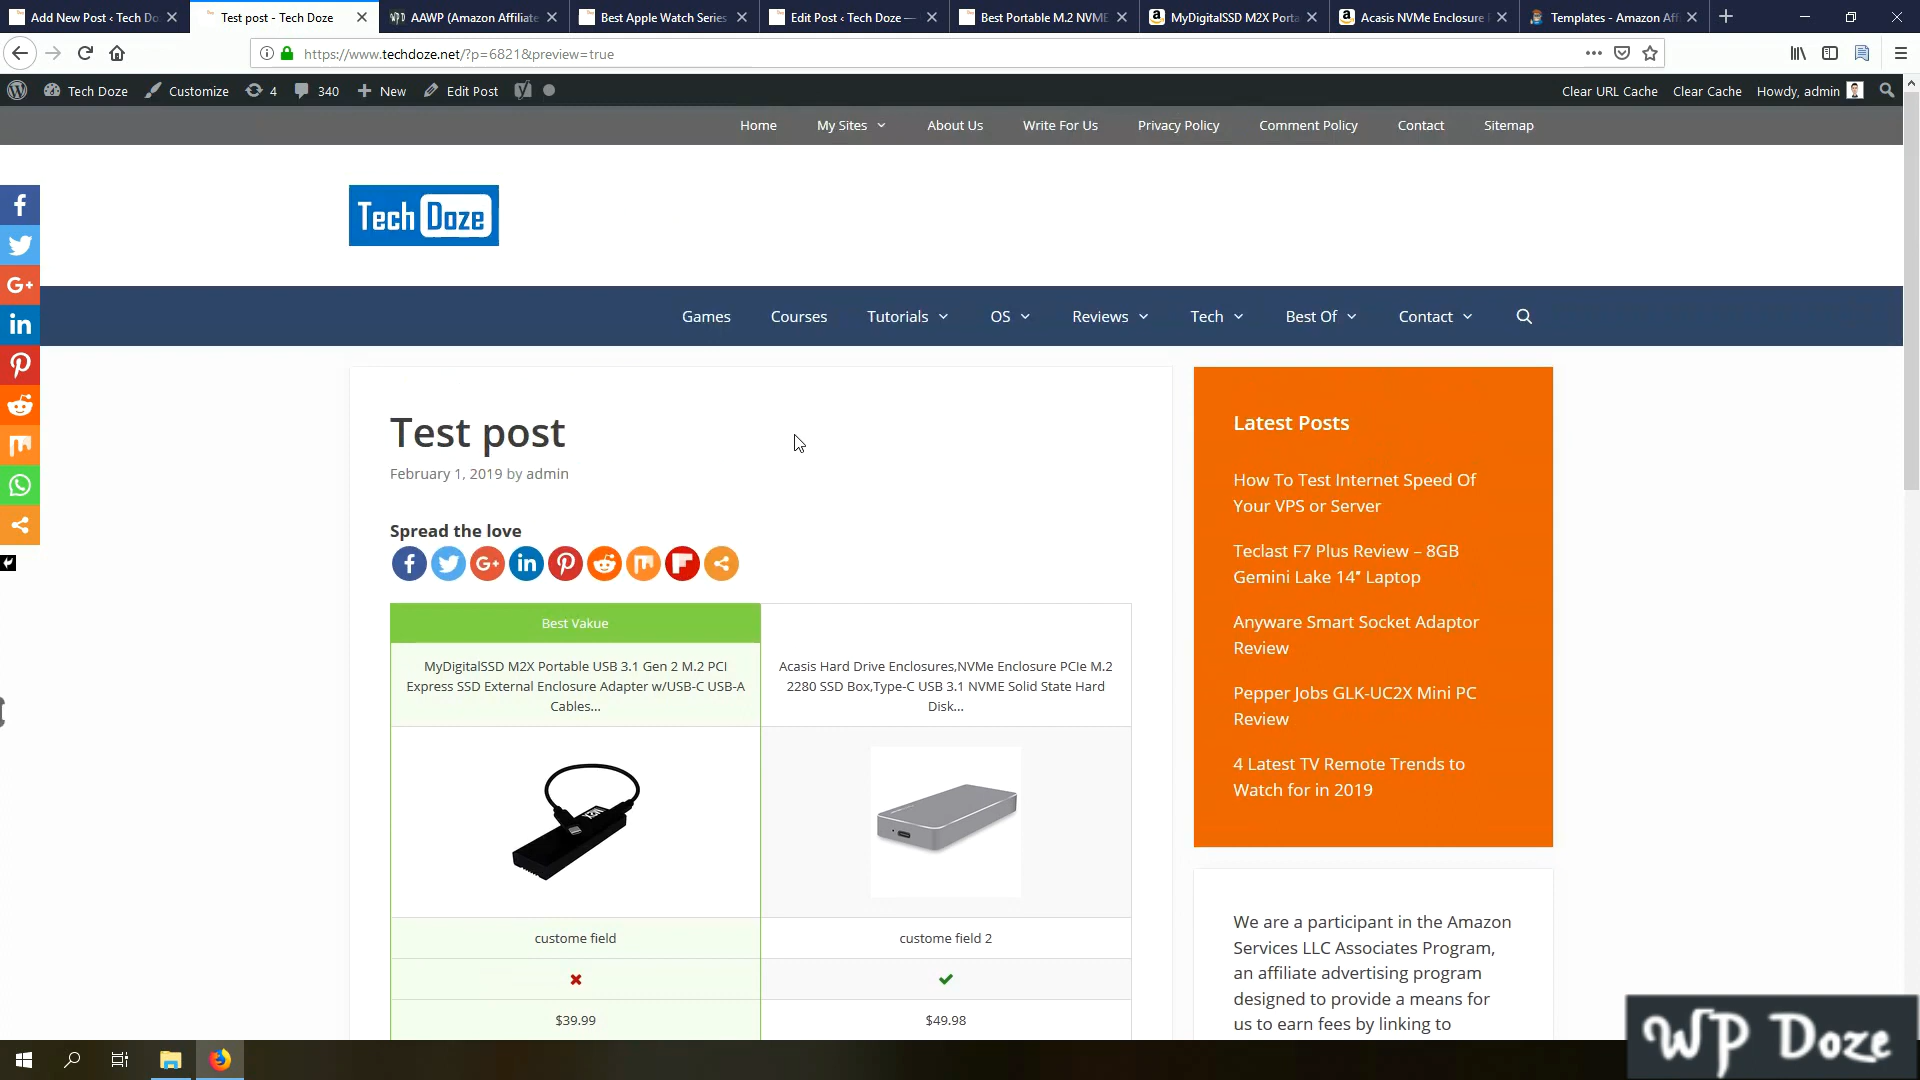 Add New Post ‹ Tech Do
Test post - Tech Doze
AAWP (Amazon Affiliate
Best Apple Watch Series
Edit Post ‹ Tech Doze —
Best Portable M.2 NVME
MyDigitalSSD M2X Porta
Acasis NVMe Enclosure
Templates - Amazon Aff
https://www.techdoze.net/?p=6821&preview=true
Tech Doze
Customize
4
340
New
Edit Post
Clear URL Cache
Clear Cache
Howdy, admin
Home
My Sites
About Us
Write For Us
Privacy Policy
Comment Policy
Contact
Sitemap
Tech Doze
Games
Courses
Tutorials
OS
Reviews
Tech
Best Of
Contact
Test post
February 1, 2019 by admin
Spread the love
Best Vakue
MyDigitalSSD M2X Portable USB 3.1 Gen 2 M.2 PCI
Express SSD External Enclosure Adapter w/USB-C USB-A
Cables...
Acasis Hard Drive Enclosures,NVMe Enclosure PCIe M.2
2280 SSD Box,Type-C USB 3.1 NVME Solid State Hard
Disk...
custome field
custome field 2
$39.99
$49.98
Latest Posts
How To Test Internet Speed Of
Your VPS or Server
Teclast F7 Plus Review – 8GB
Gemini Lake 14″ Laptop
Anyware Smart Socket Adaptor
Review
Pepper Jobs GLK-UC2X Mini PC
Review
4 Latest TV Remote Trends to
Watch for in 2019
We are a participant in the Amazon
Services LLC Associates Program,
an affiliate advertising program
designed to provide a means for
us to earn fees by linking to
WP Doze